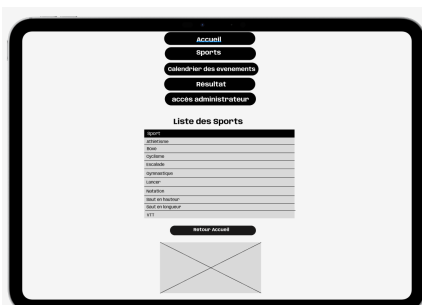 Accueil
Sports
Calendrier des evenements
Résultat
accès administrateur
Liste des Sports
Sport
Athlétisme
Boxe
Cyclisme
Escalade
Gymnastique
Lancer
Natation
Saut en hauteur
Saut en longueur
VTT
Retour Accueil